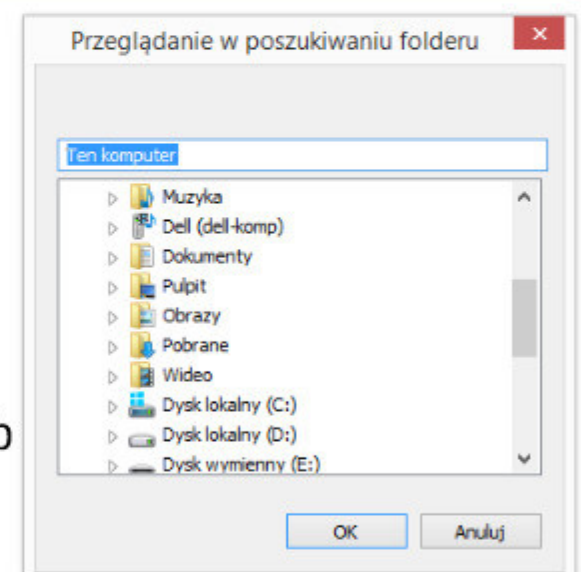 Przeglądanie w poszukiwaniu folderu
Ten komputer
Muzyka
Dell (dell-komp)
Dokumenty
Pulpit
Obrazy
Pobrane
Wideo
Dysk lokalny (C:)
Dysk lokalny (D:)
Dysk wymienny (E:)
OK Anuluj